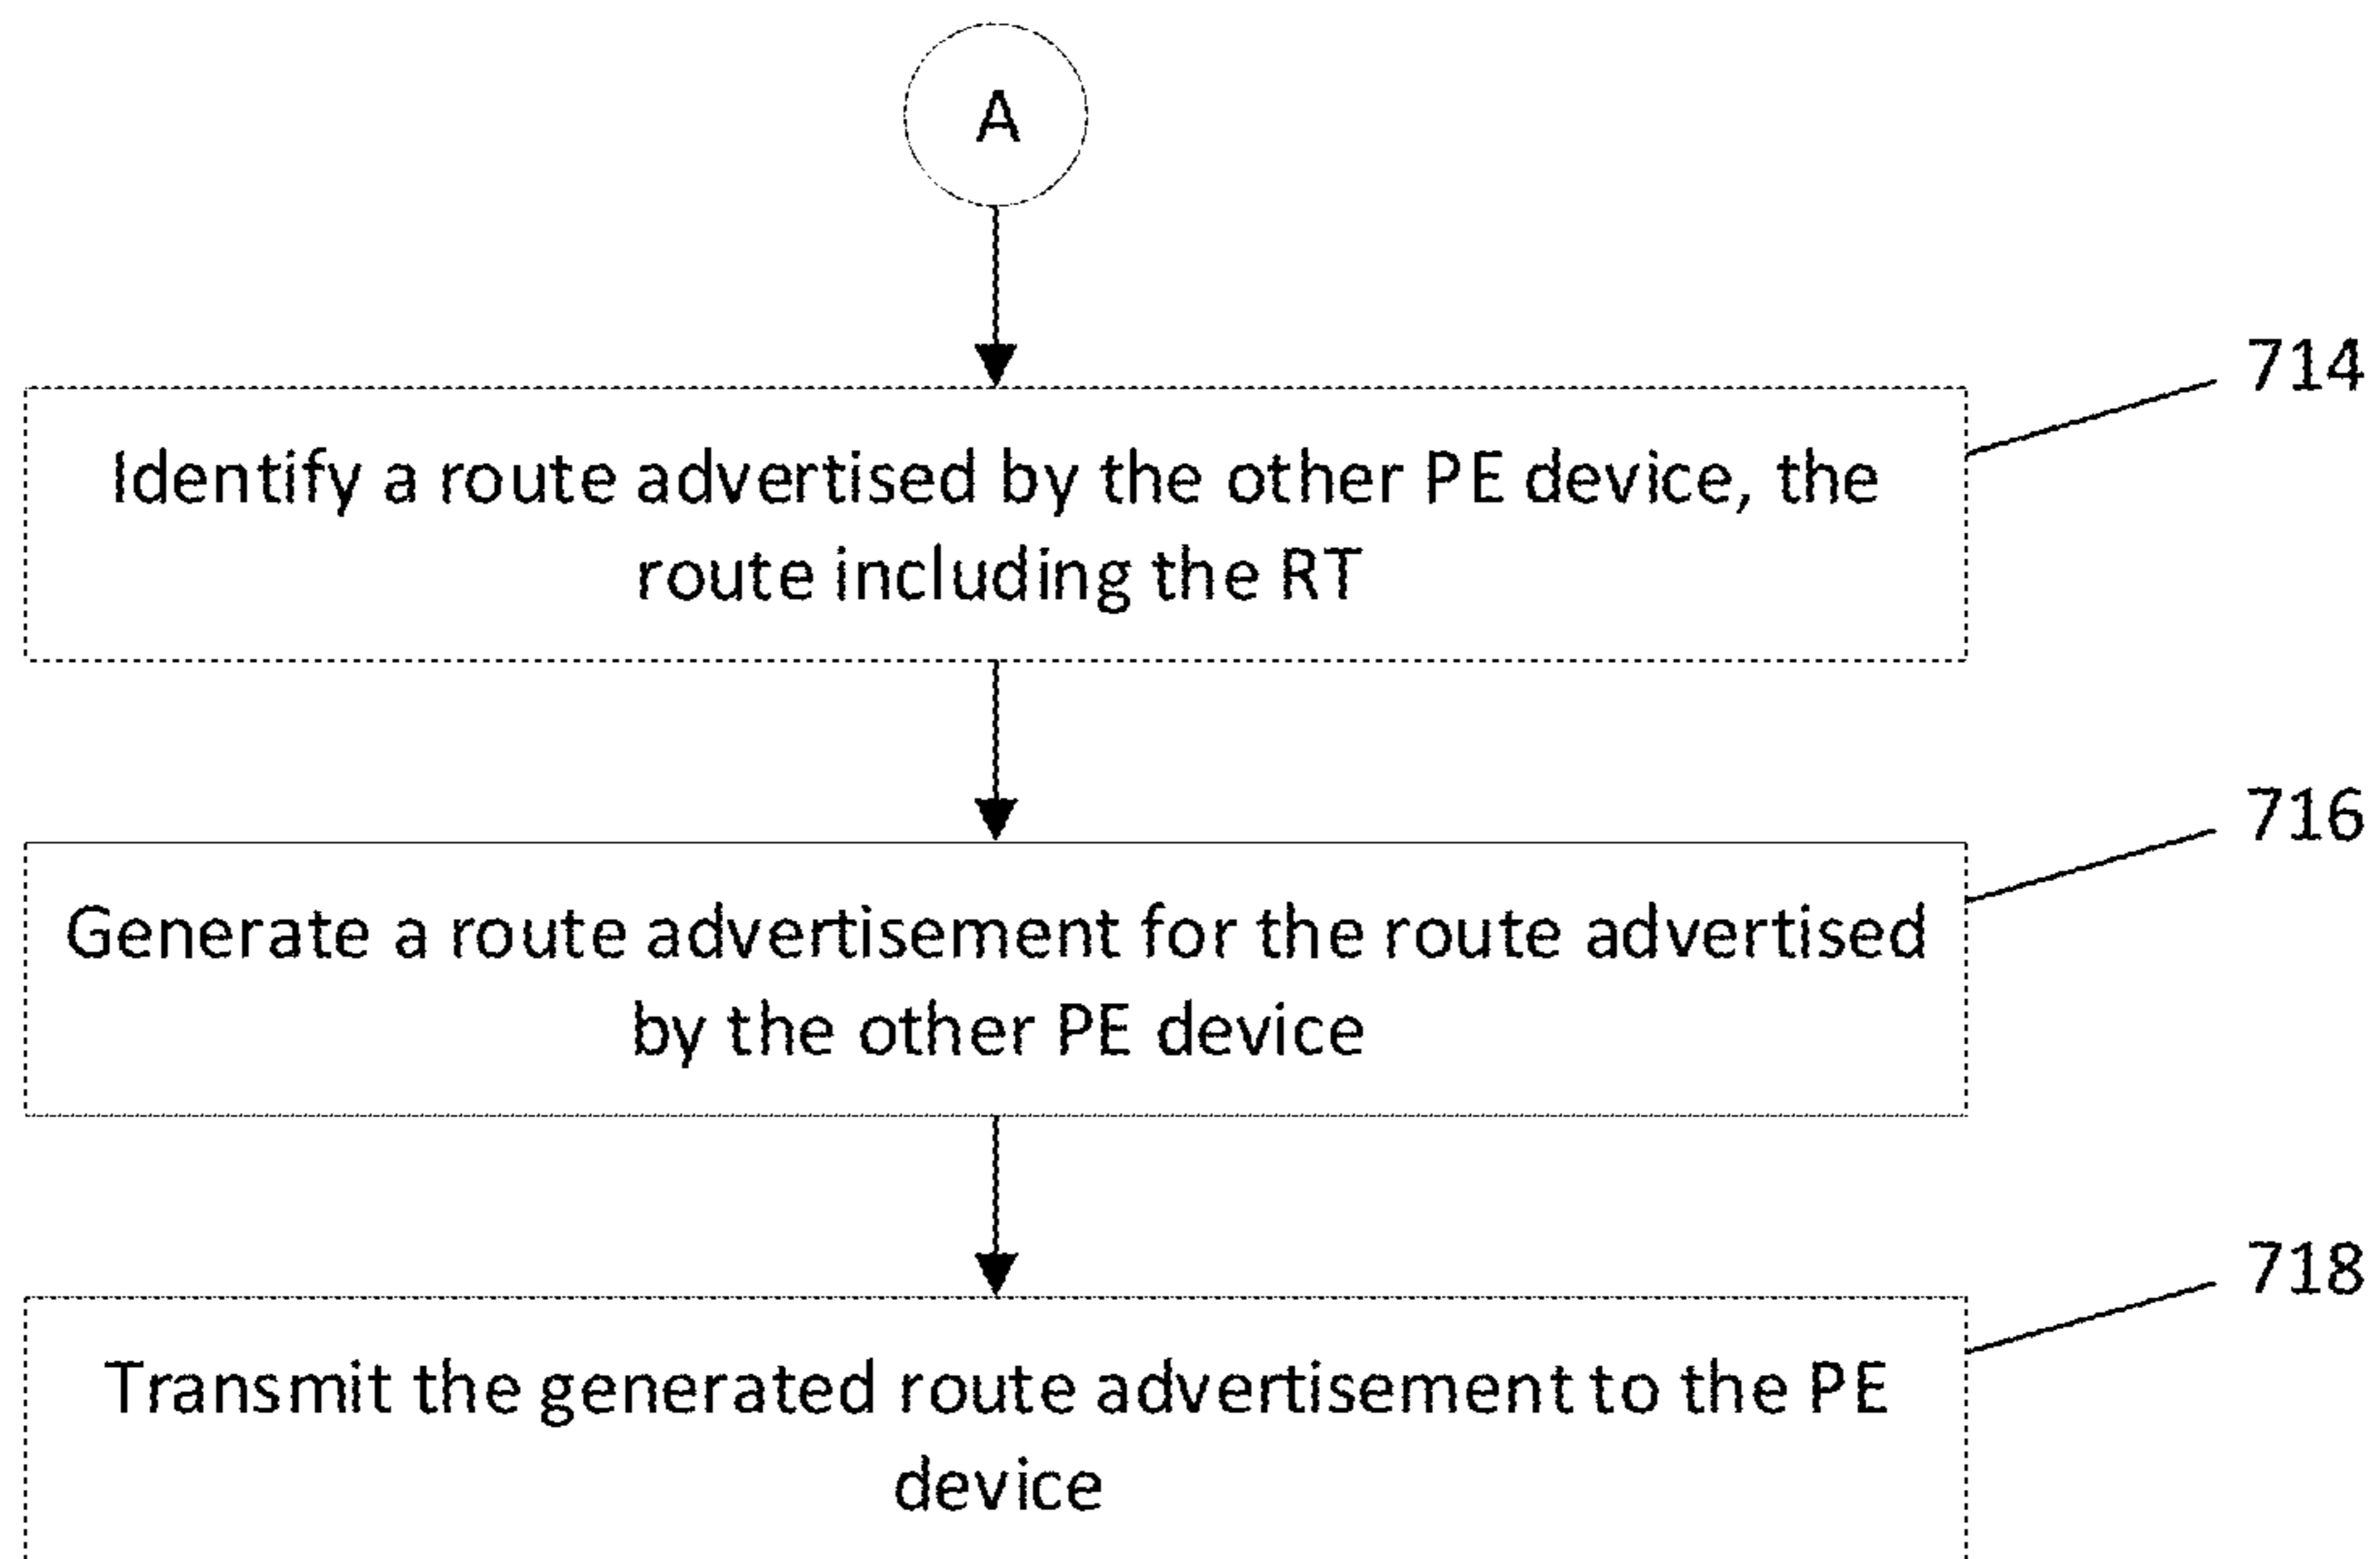 A
714
Identify a route advertised by the other PE device, the
route including the RT
716
Generate a route advertisement for the route advertised
by the other PE device
718
Transmit the generated route advertisement to the PE
device